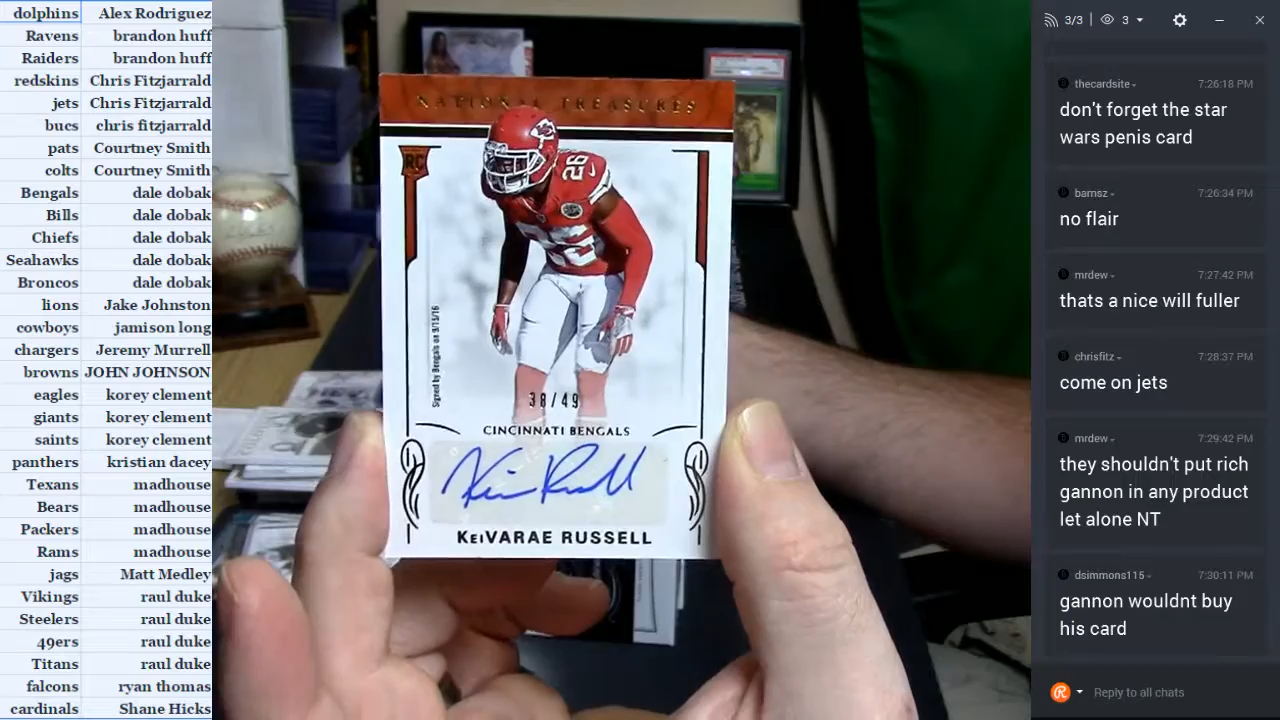 dolphins Alex Rodriguez
Ravens brandon huff
Raiders brandon huff
redskins Chris Fitzjarrald
jets Chris Fitzjarrald
bucs chris fitzjarrald
pats Courtney Smith
colts Courtney Smith
Bengals dale dobak
Bills dale dobak
Chiefs dale dobak
Seahawks dale dobak
Broncos dale dobak
lions Jake Johnston
cowboys jamison long
chargers Jeremy Murrell
browns JOHN JOHNSON
eagles korey clement
giants korey clement
saints korey clement
panthers kristian dacey
Texans madhouse
Bears madhouse
Packers madhouse
Rams madhouse
jags Matt Medley
Vikings raul duke
Steelers raul duke
49ers raul duke
Titans raul duke
falcons ryan thomas
cardinals Shane Hicks
NATIONAL TREASURES
RC
26
Signed by Bengals on 9/15/16
38/49
CINCINNATI BENGALS
KEIVARAE RUSSELL
3/3 3
thecardsite 7:26:18 PM
don't forget the star
wars penis card
bamsz 7:26:34 PM
no flair
mrdew 7:27:42 PM
thats a nice will fuller
chrisfitz 7:28:37 PM
come on jets
mrdew 7:29:42 PM
they shouldn't put rich
gannon in any product
let alone NT
dsimmons115 7:30:11 PM
gannon wouldnt buy
his card
Reply to all chats